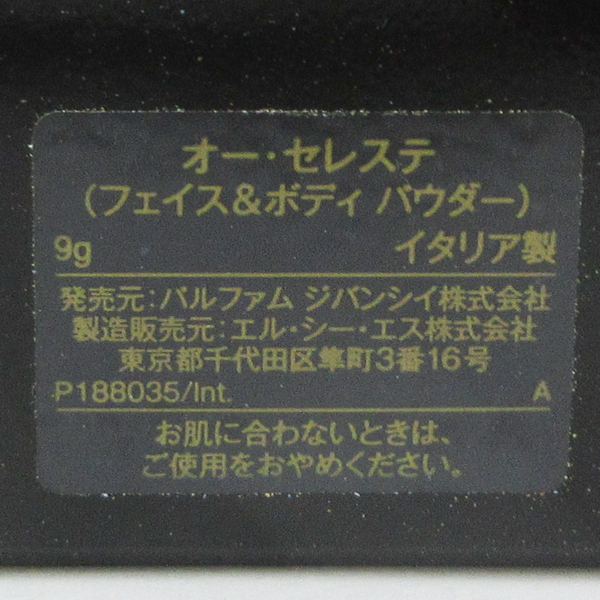 オー・セレステ
（フェイス&ボディ パウダー）
9g イタリア製
発売元：パルファム ジバンシイ株式会社
製造販売元：エル・シー・エス株式会社
東京都千代田区隼町3番16号
P188035/Int. A
お肌に合わないときは、
ご使用をおやめください。